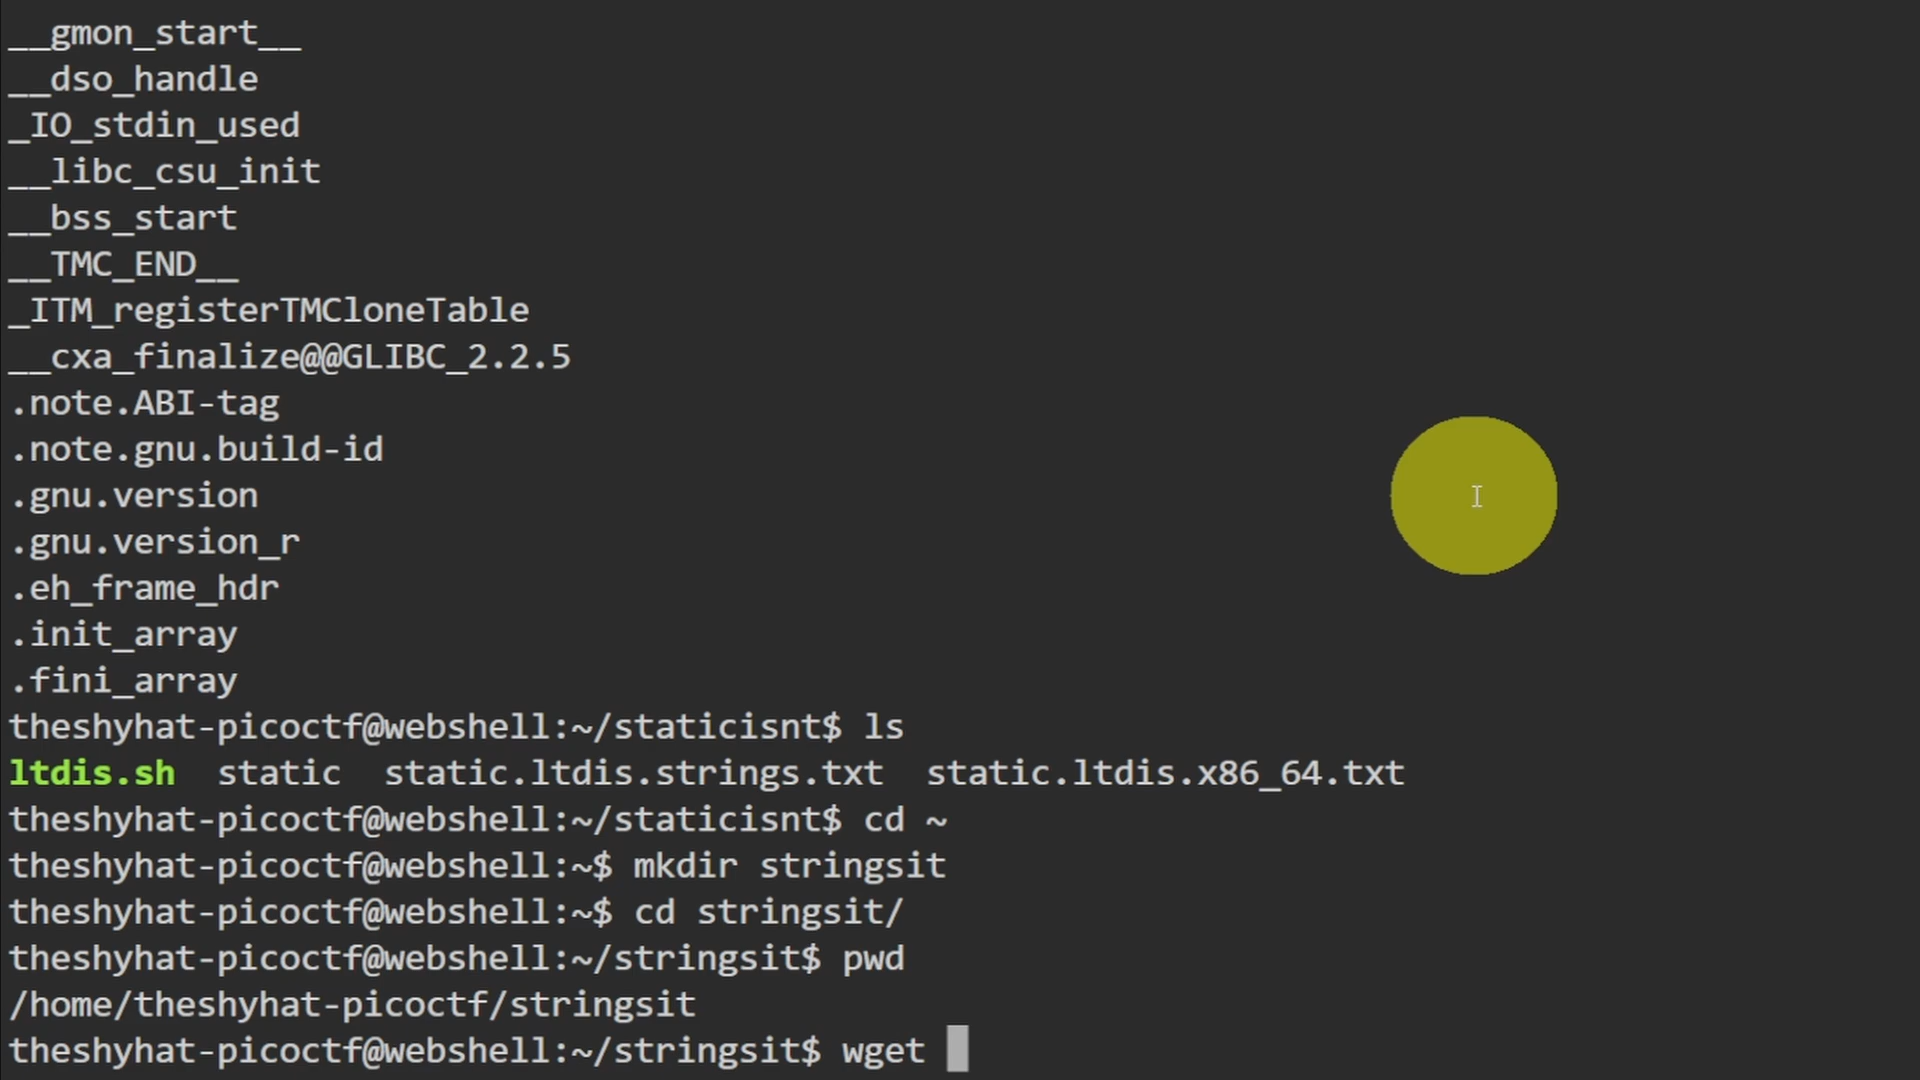 __gmon_start__
__dso_handle
_IO_stdin_used
__libc_csu_init
__bss_start
__TMC_END__
_ITM_registerTMCloneTable
__cxa_finalize@@GLIBC_2.2.5
.note.ABI-tag
.note.gnu.build-id
.gnu.version
.gnu.version_r
.eh_frame_hdr
.init_array
.fini_array
theshyhat-picoctf@webshell:~/staticisnt$ ls
ltdis.sh  static  static.ltdis.strings.txt  static.ltdis.x86_64.txt
theshyhat-picoctf@webshell:~/staticisnt$ cd ~
theshyhat-picoctf@webshell:~$ mkdir stringsit
theshyhat-picoctf@webshell:~$ cd stringsit/
theshyhat-picoctf@webshell:~/stringsit$ pwd
/home/theshyhat-picoctf/stringsit
theshyhat-picoctf@webshell:~/stringsit$ wget